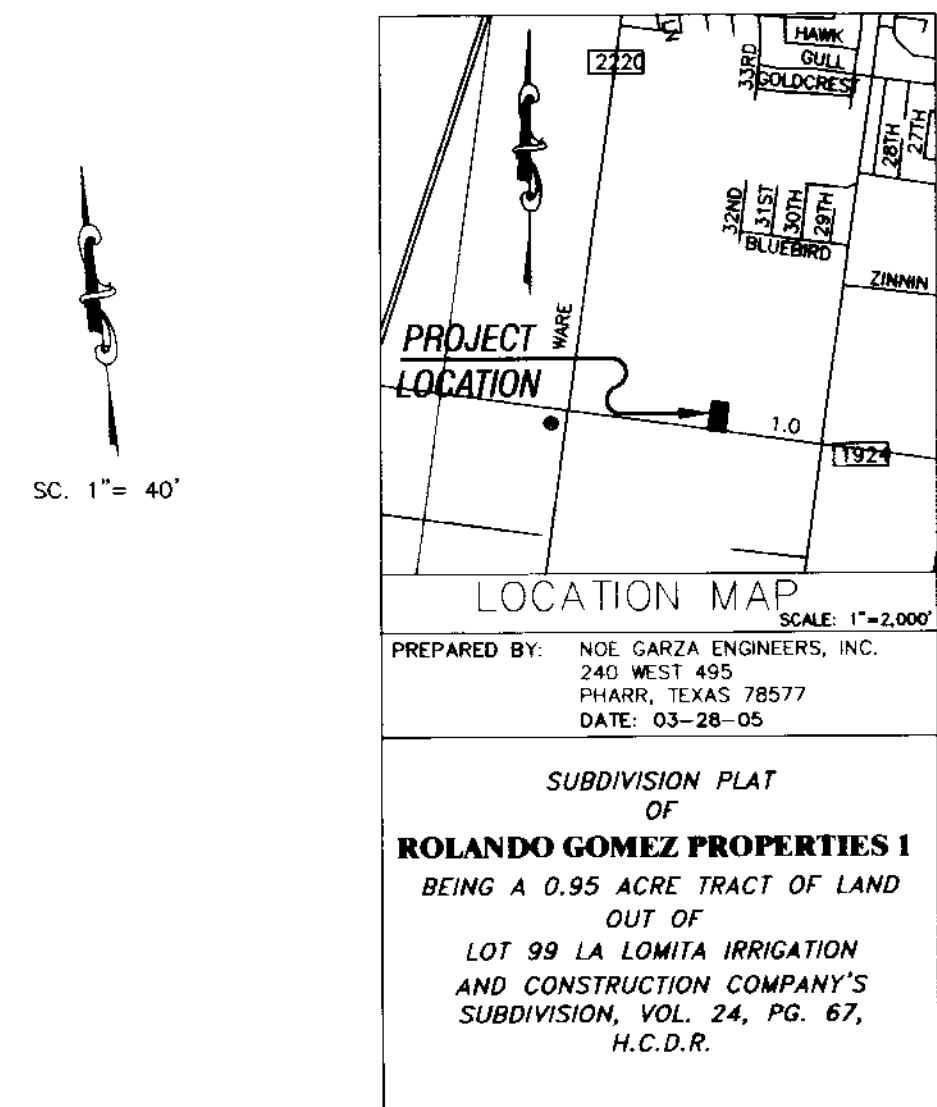 SC. 1"= 40'
HAWK
GULL
GOLDCREST
33RD
2220
28TH
27TH
32ND
31ST
30TH
29TH
BLUEBIRD
ZINNIN
WARE
PROJECT
LOCATION
1.0
1924
LOCATION MAP
SCALE: 1"=2,000'
PREPARED BY: NOE GARZA ENGINEERS, INC.
240 WEST 495
PHARR, TEXAS 78577
DATE: 03-28-05
SUBDIVISION PLAT
OF
ROLANDO GOMEZ PROPERTIES 1
BEING A 0.95 ACRE TRACT OF LAND
OUT OF
LOT 99 LA LOMITA IRRIGATION
AND CONSTRUCTION COMPANY'S
SUBDIVISION, VOL. 24, PG. 67,
H.C.D.R.